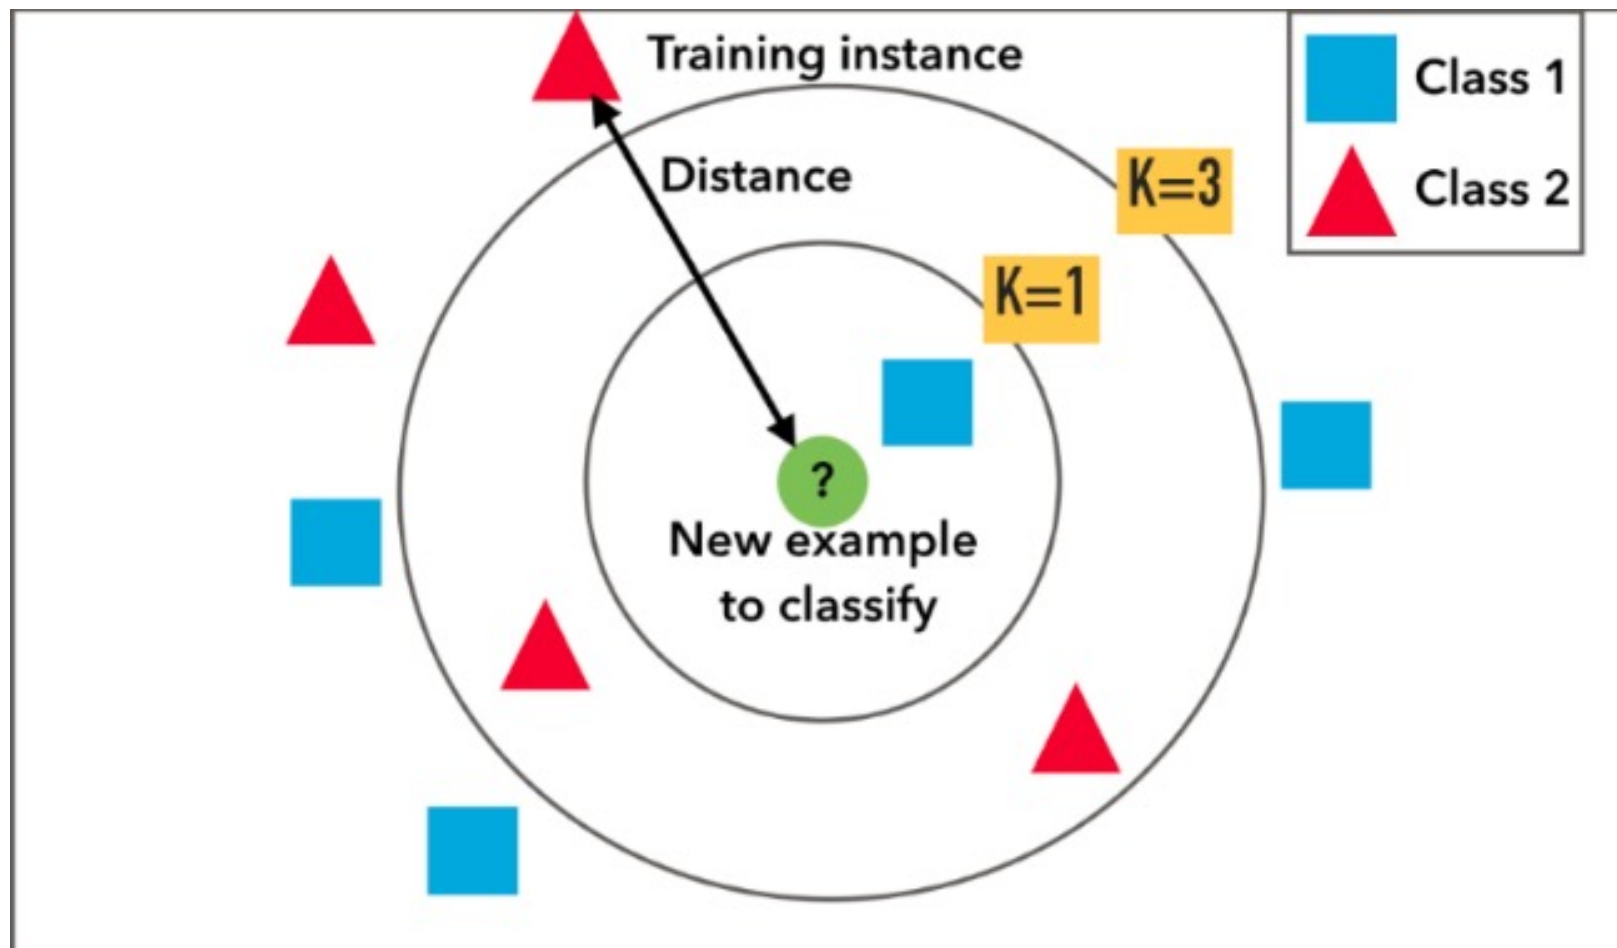 Training instance
Class 1
Distance
K=3
Class 2
K=1
?
New example
to classify